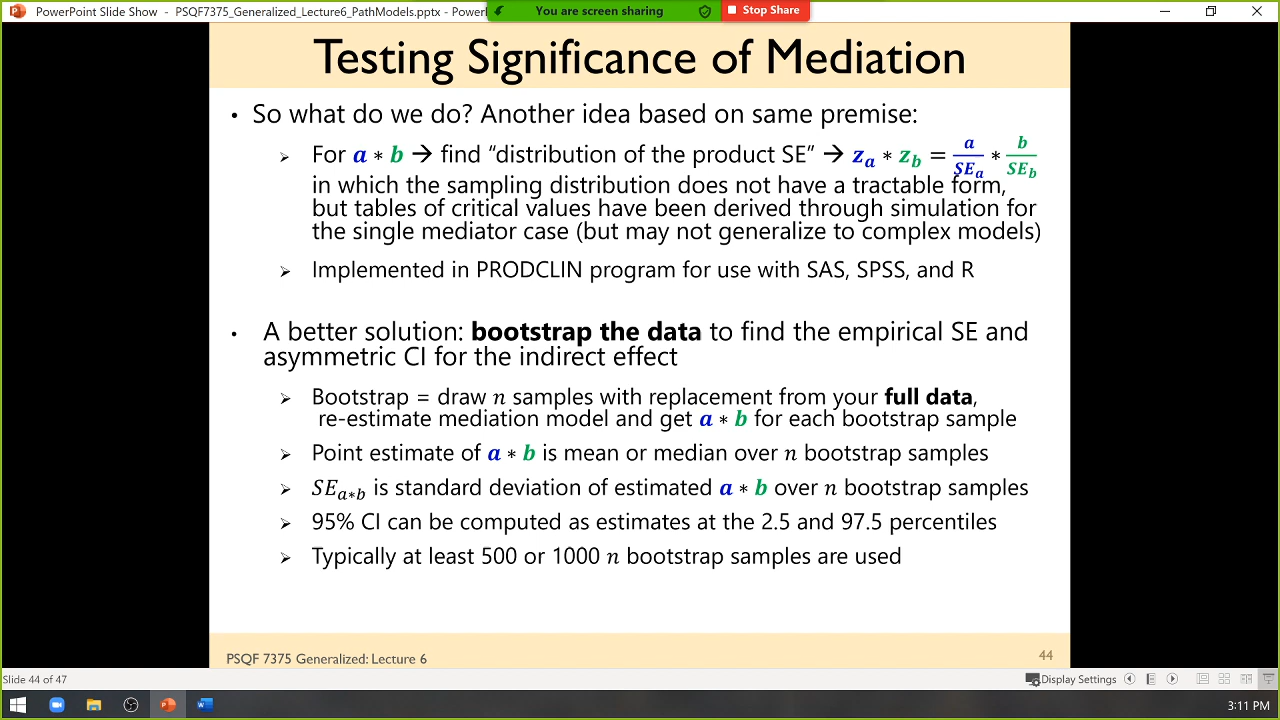 PowerPoint Slide Show - PSQF7375_Generalized_Lecture6_PathModels.pptx - Power
You are screen sharing
Stop Share
Testing Significance of Mediation
• So what do we do? Another idea based on same premise:
➢ For a ∗ b → find “distribution of the product SE” → z_a ∗ z_b = a/SE_a ∗ b/SE_b
in which the sampling distribution does not have a tractable form,
but tables of critical values have been derived through simulation for
the single mediator case (but may not generalize to complex models)
➢ Implemented in PRODCLIN program for use with SAS, SPSS, and R
• A better solution: bootstrap the data to find the empirical SE and
asymmetric CI for the indirect effect
➢ Bootstrap = draw n samples with replacement from your full data,
re-estimate mediation model and get a ∗ b for each bootstrap sample
➢ Point estimate of a ∗ b is mean or median over n bootstrap samples
➢ SE_a∗b is standard deviation of estimated a ∗ b over n bootstrap samples
➢ 95% CI can be computed as estimates at the 2.5 and 97.5 percentiles
➢ Typically at least 500 or 1000 n bootstrap samples are used
PSQF 7375 Generalized: Lecture 6
44
Slide 44 of 47
Display Settings
3:11 PM